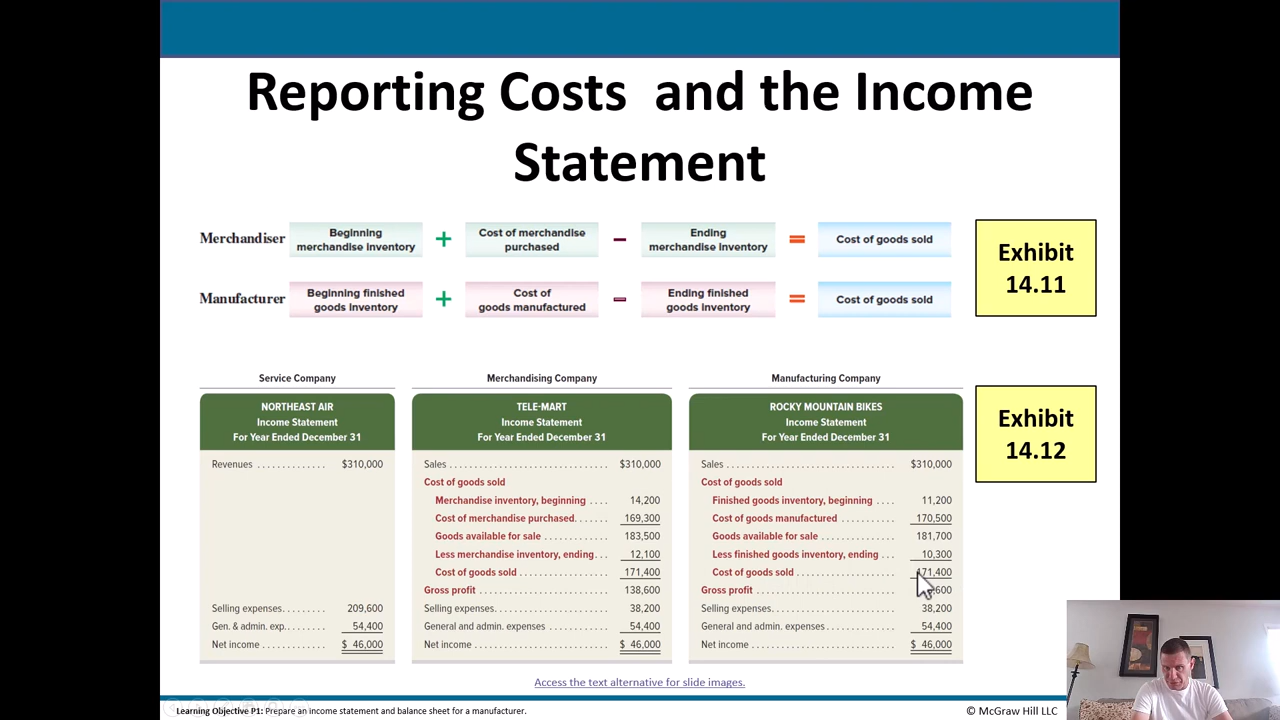 Reporting Costs  and the Income
Statement
Merchandiser
Beginning
merchandise inventory
+
Cost of merchandise
purchased
–
Ending
merchandise inventory
=
Cost of goods sold
Manufacturer
Beginning finished
goods inventory
+
Cost of
goods manufactured
–
Ending finished
goods inventory
=
Cost of goods sold
Exhibit
14.11
Service Company
NORTHEAST AIR
Income Statement
For Year Ended December 31
Revenues . . . . . . . . . . . . . $310,000
Selling expenses. . . . . . . . 209,600
Gen. & admin. exp.. . . . . . . 54,400
Net income . . . . . . . . . . . . $ 46,000
Merchandising Company
TELE-MART
Income Statement
For Year Ended December 31
Sales . . . . . . . . . . . . . . . . . . . . . . . . $310,000
Cost of goods sold
Merchandise inventory, beginning . . . . 14,200
Cost of merchandise purchased. . . . . . . 169,300
Goods available for sale . . . . . . . . . . . . 183,500
Less merchandise inventory, ending. . . 12,100
Cost of goods sold . . . . . . . . . . . . . . . . 171,400
Gross profit . . . . . . . . . . . . . . . . . . . . 138,600
Selling expenses. . . . . . . . . . . . . . . . . 38,200
General and admin. expenses . . . . . . . . 54,400
Net income . . . . . . . . . . . . . . . . . . . . $ 46,000
Manufacturing Company
ROCKY MOUNTAIN BIKES
Income Statement
For Year Ended December 31
Sales . . . . . . . . . . . . . . . . . . . . . . . . $310,000
Cost of goods sold
Finished goods inventory, beginning . . . . 11,200
Cost of goods manufactured . . . . . . . . . . 170,500
Goods available for sale . . . . . . . . . . . . . 181,700
Less finished goods inventory, ending . . . 10,300
Cost of goods sold . . . . . . . . . . . . . . . . . 171,400
Gross profit . . . . . . . . . . . . . . . . . . . .
Selling expenses. . . . . . . . . . . . . . . . . 38,200
General and admin. expenses . . . . . . . . . 54,400
Net income . . . . . . . . . . . . . . . . . . . . $ 46,000
Exhibit
14.12
Access the text alternative for slide images.
Learning Objective P1: Prepare an income statement and balance sheet for a manufacturer.
© McGraw Hill LLC